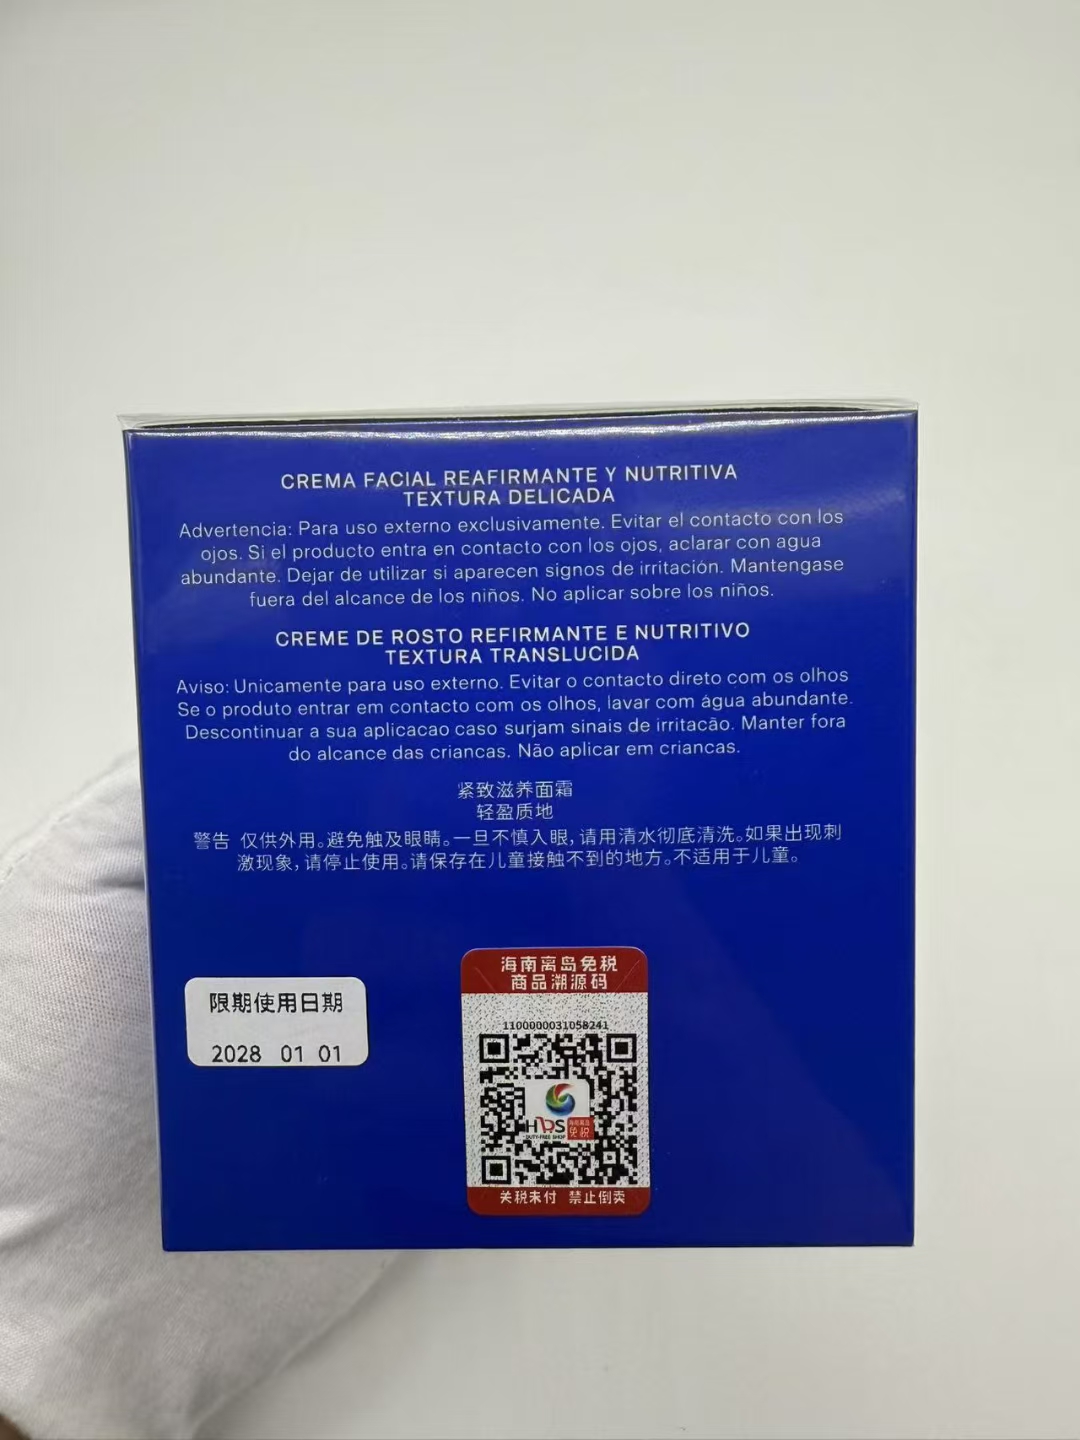 CREMA FACIAL REAFIRMANTE Y NUTRITIVA
TEXTURA DELICADA
Advertencia: Para uso externo exclusivamente. Evitar el contacto con los
ojos. Si el producto entra en contacto con los ojos, aclarar con agua
abundante. Dejar de utilizar si aparecen signos de irritación. Mantengase
fuera del alcance de los niños. No aplicar sobre los niños.
CREME DE ROSTO REFIRMANTE E NUTRITIVO
TEXTURA TRANSLUCIDA
Aviso: Unicamente para uso externo. Evitar o contacto direto com os olhos
Se o produto entrar em contacto com os olhos, lavar com água abundante.
Descontinuar a sua aplicacao caso surjam sinais de irritacão. Manter fora
do alcance das criancas. Não aplicar em criancas.
紧致滋养面霜
轻盈质地
警告 仅供外用。避免触及眼睛。一旦不慎入眼,请用清水彻底清洗。如果出现刺
激现象,请停止使用。请保存在儿童接触不到的地方。不适用于儿童。
限期使用日期
2028 01 01
海南离岛免税
商品溯源码
1100000031058241
HDS
DUTY-FREE SHOP
海南离岛
免税
关税未付 禁止倒卖